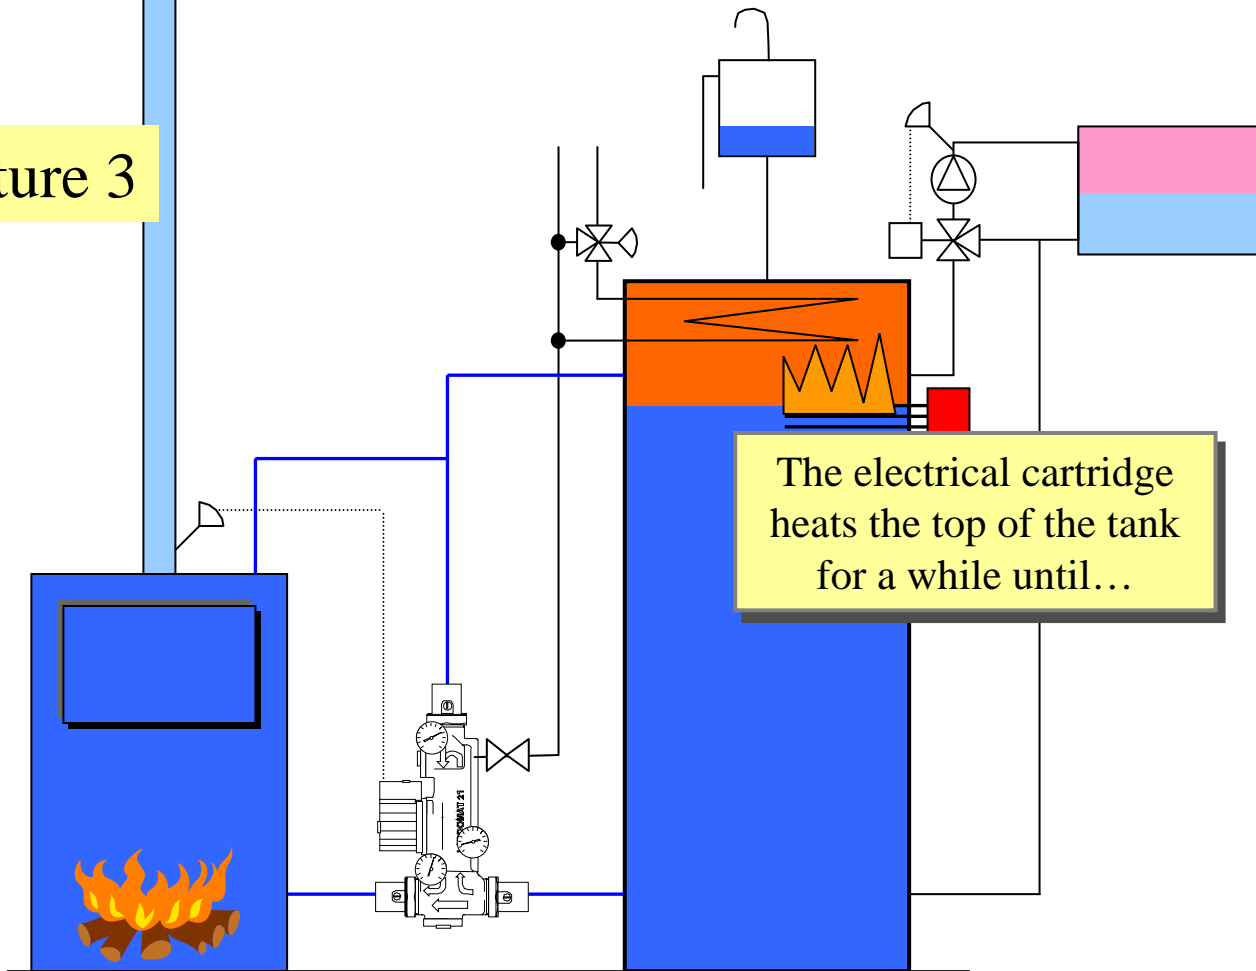 ture 3
The electrical cartridge
heats the top of the tank
for a while until…